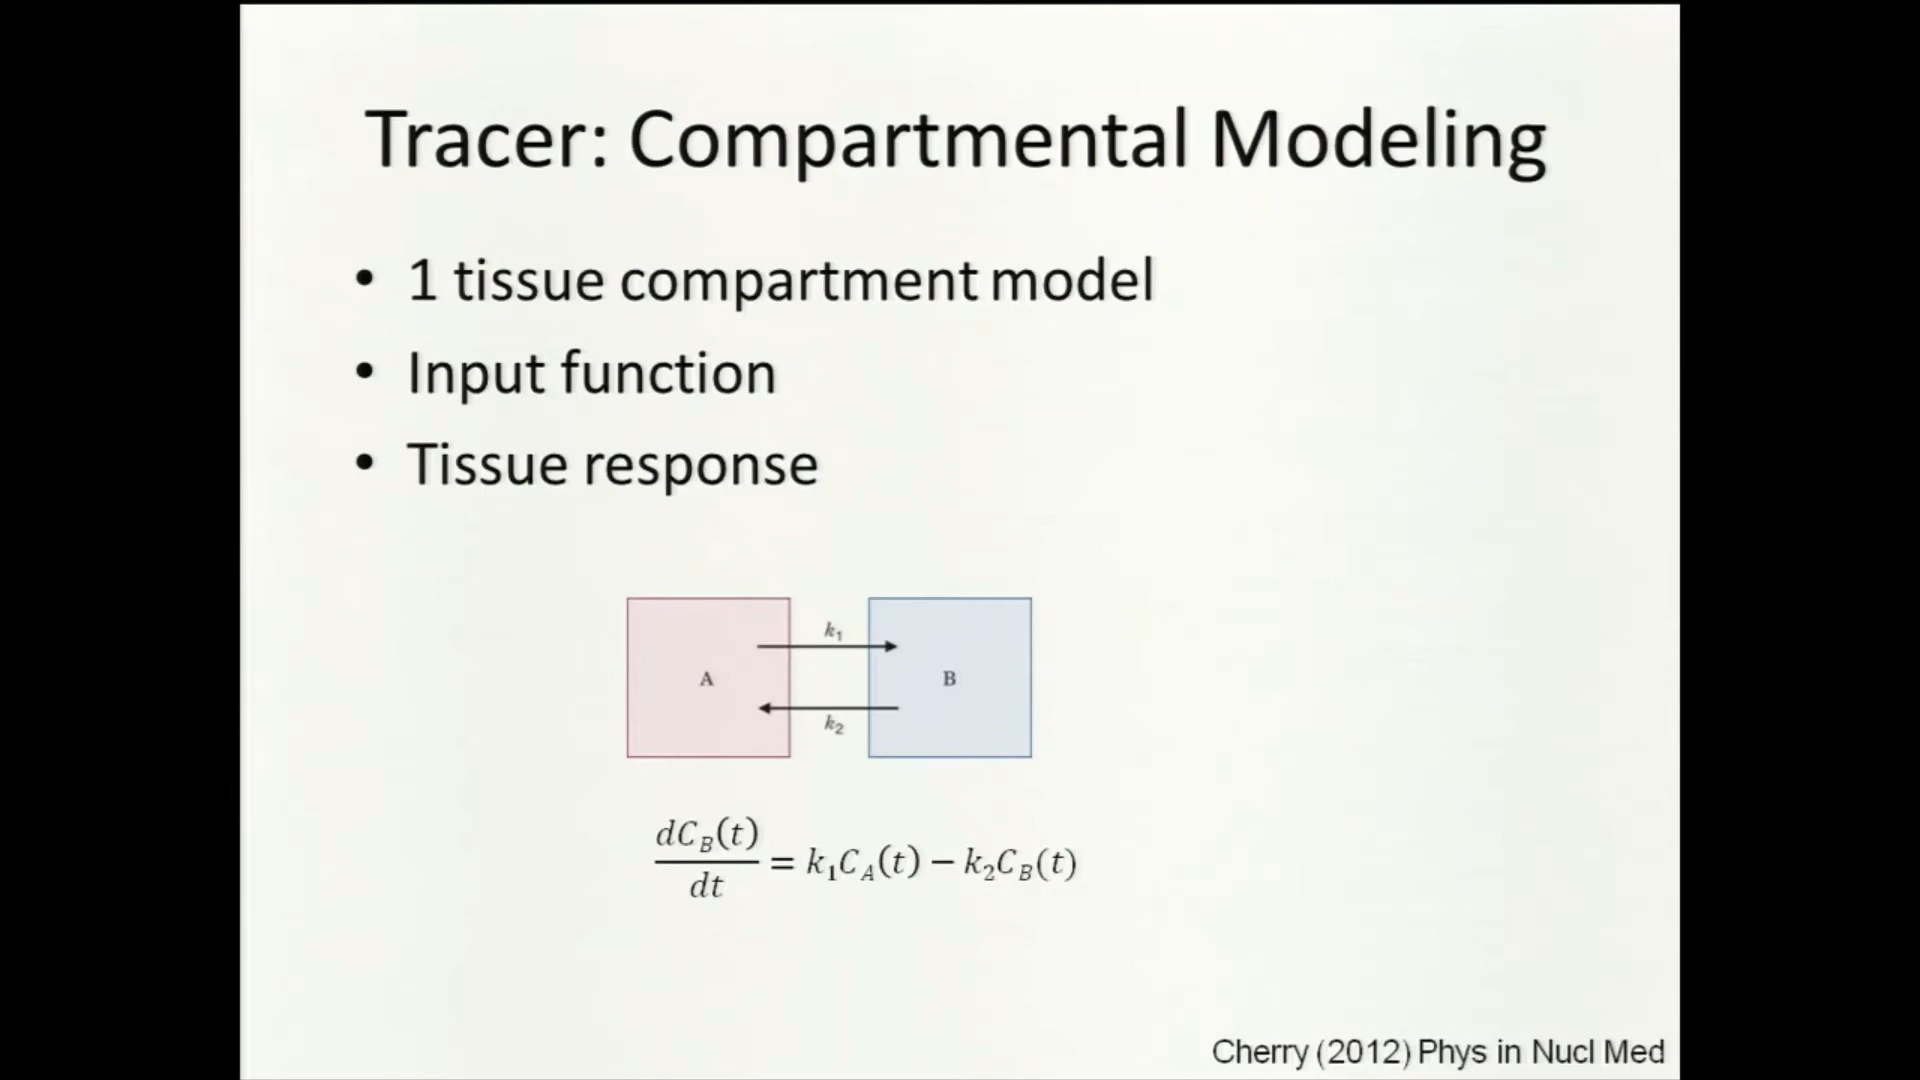 Tracer: Compartmental Modeling
• 1 tissue compartment model
• Input function
• Tissue response
k₁
A
B
k₂
dC_B(t)/dt = k₁C_A(t) − k₂C_B(t)
Cherry (2012) Phys in Nucl Med